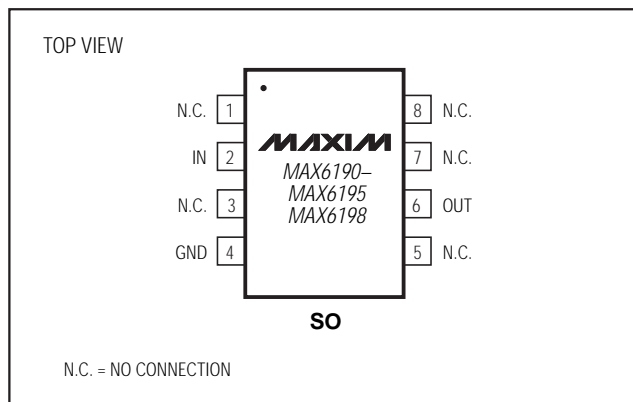 TOP VIEW
N.C. 1
8 N.C.
MAXIM
IN 2
7 N.C.
MAX6190–
MAX6195
MAX6198
N.C. 3
6 OUT
GND 4
5 N.C.
SO
N.C. = NO CONNECTION